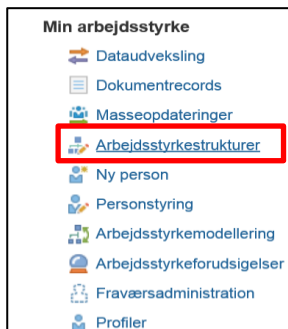 Min arbejdsstyrke
Dataudveksling
Dokumentrecords
Masseopdateringer
Arbejdsstyrkestrukturer
Ny person
Personstyring
Arbejdsstyrkemodellering
Arbejdsstyrkeforudsigelser
Fraværsadministration
Profiler